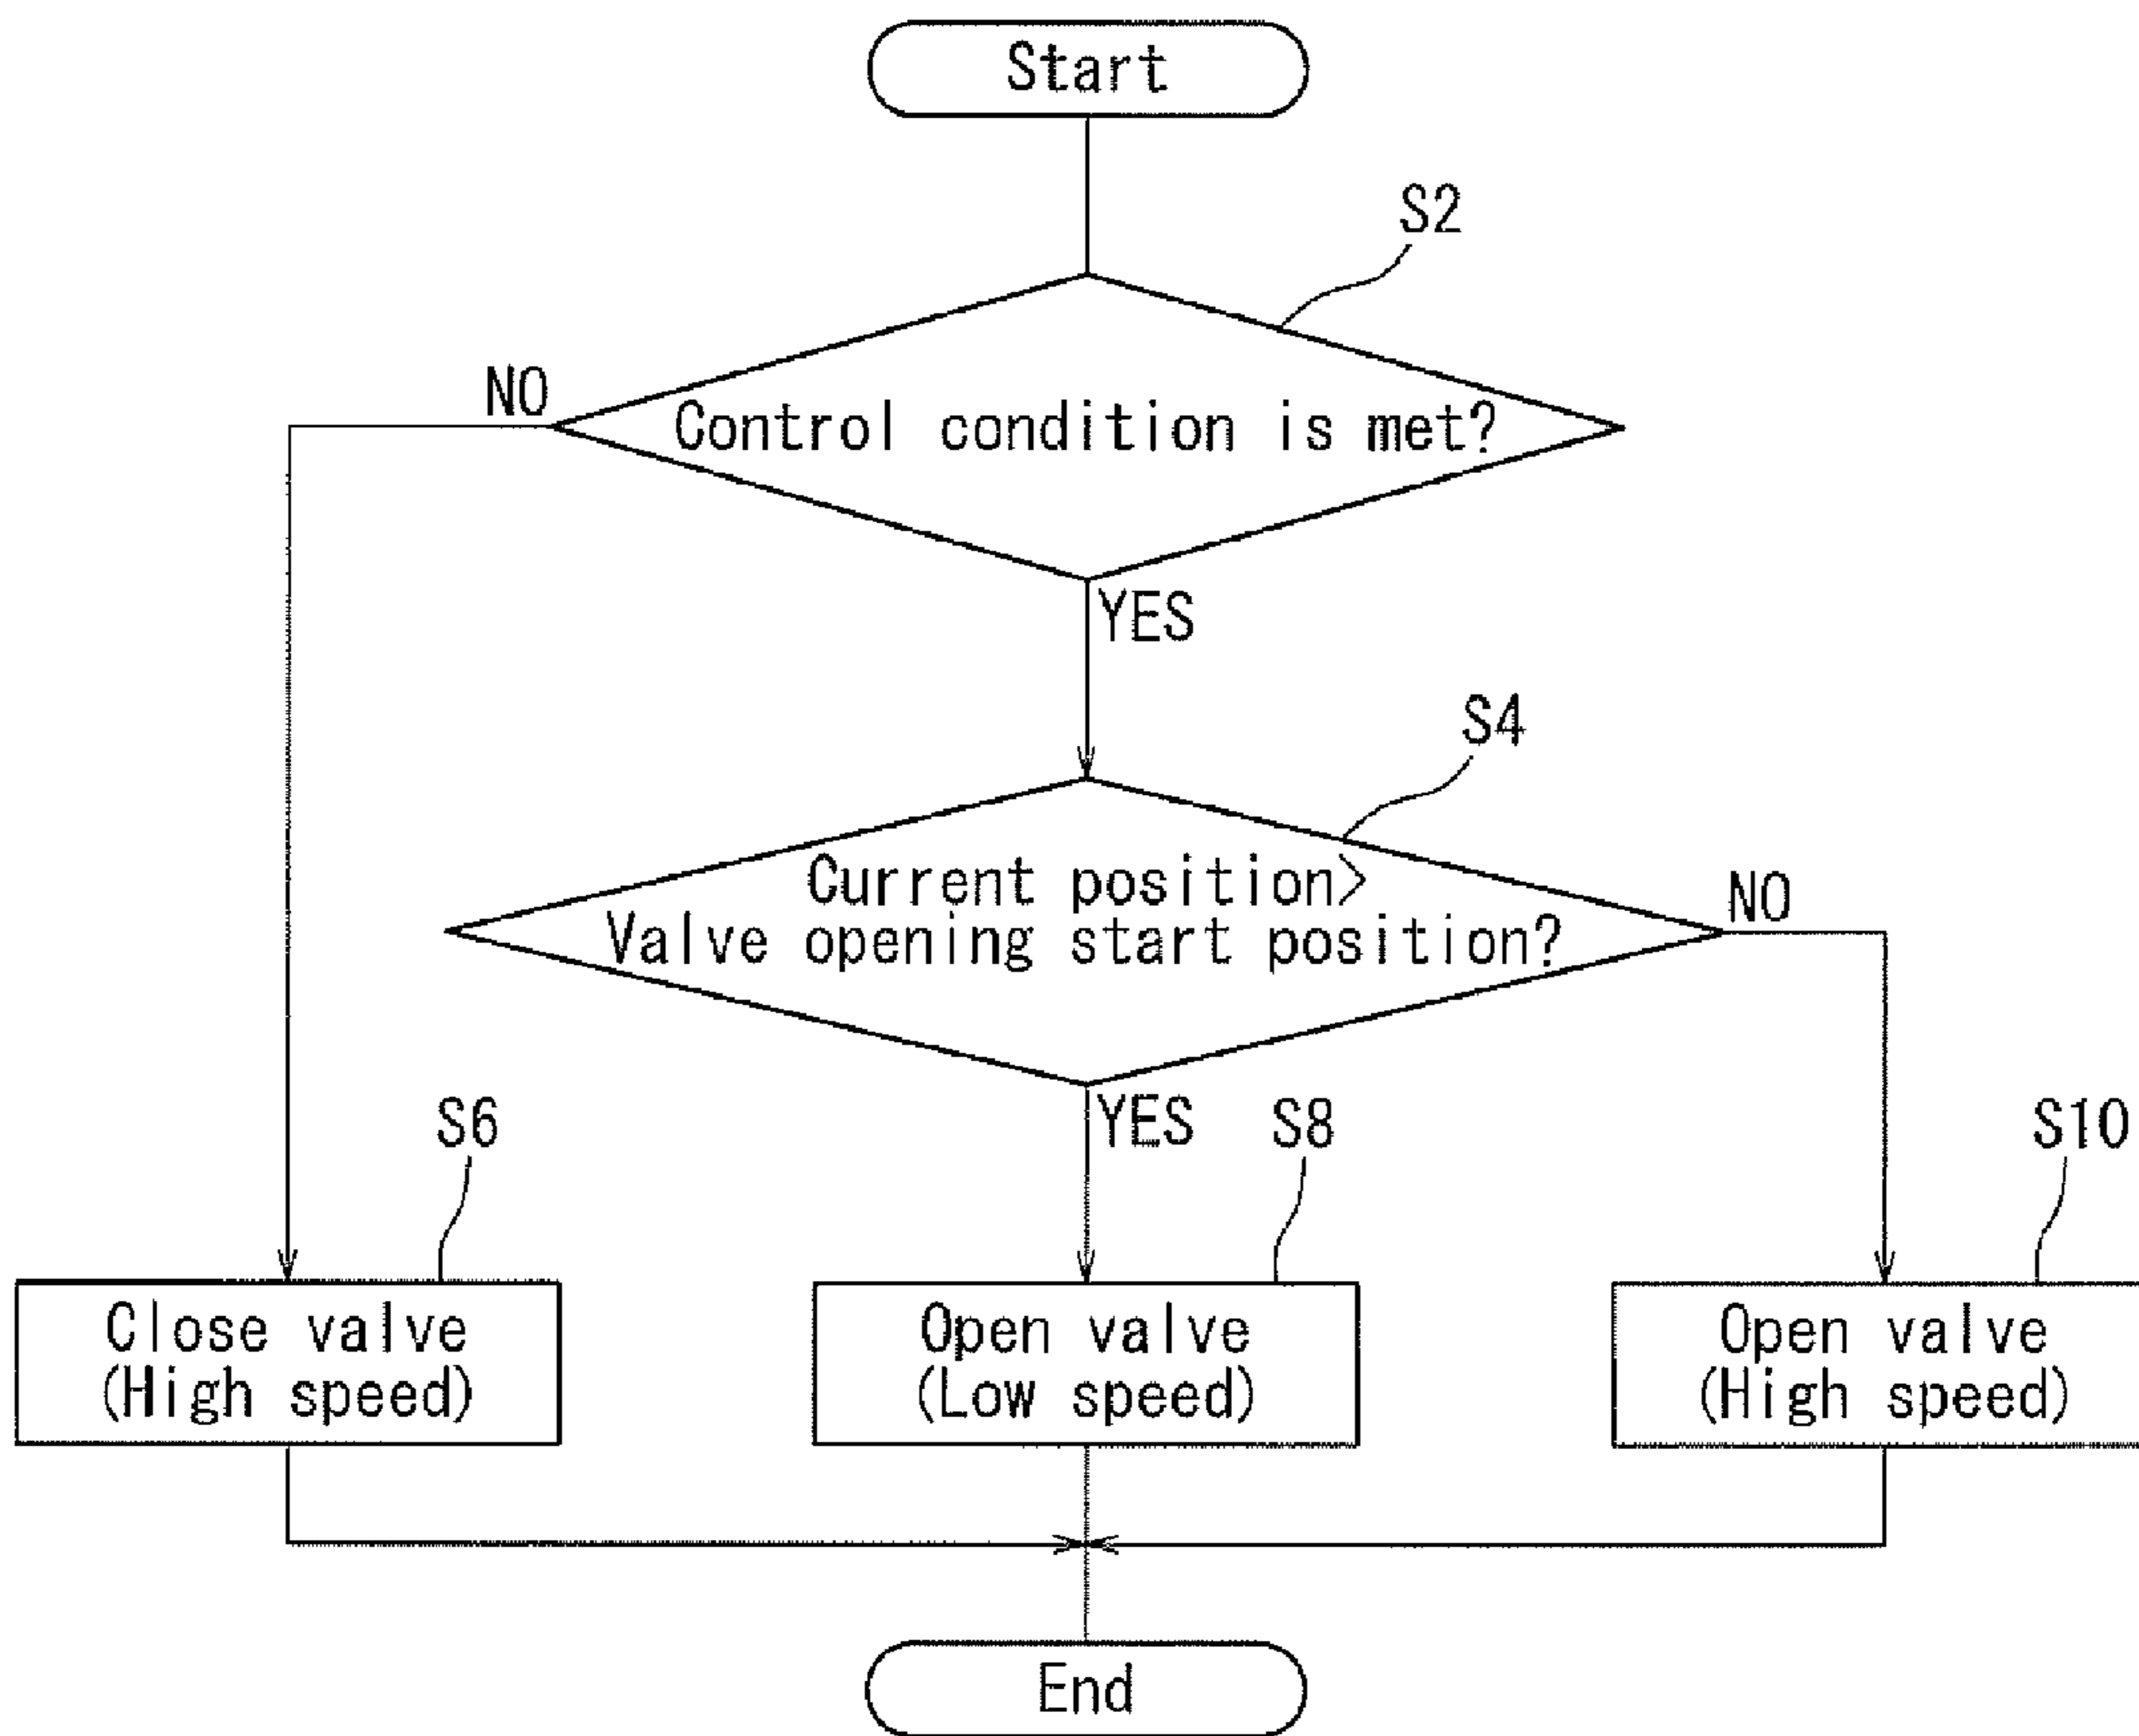 Start
S2
NO
Control condition is met?
YES
S4
Current position>
Valve opening start position?
NO
YES
S6
S8
S10
Close valve
(High speed)
Open valve
(Low speed)
Open valve
(High speed)
End